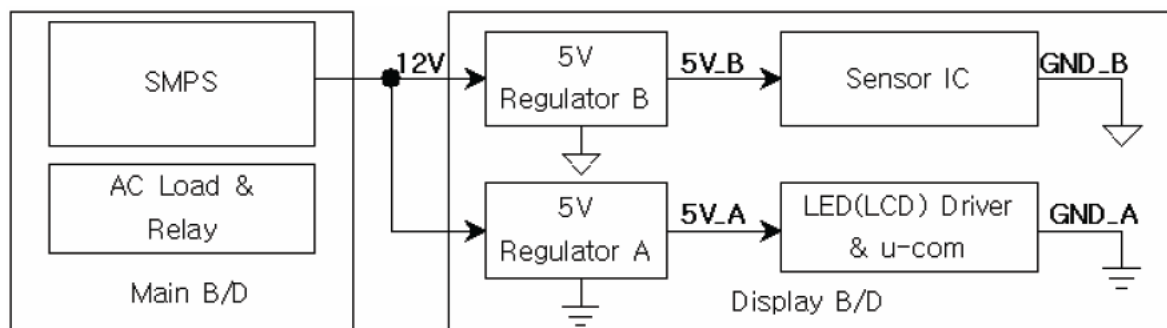 SMPS
AC Load &
Relay
Main B/D
12V
5V
Regulator B
5V_B
Sensor IC
GND_B
5V
Regulator A
5V_A
LED(LCD) Driver
& u-com
GND_A
Display B/D